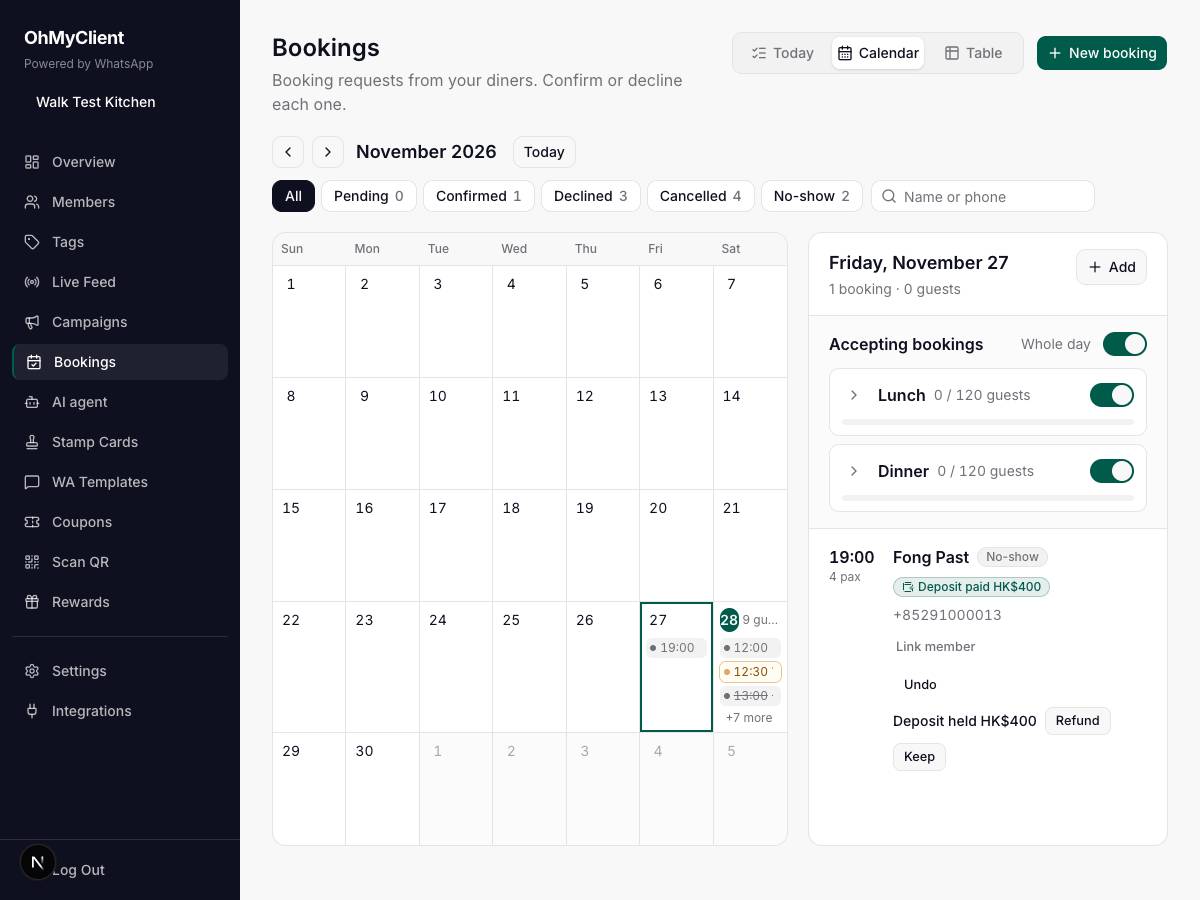 OhMyClient
Powered by WhatsApp
Walk Test Kitchen
Overview
Members
Tags
Live Feed
Campaigns
Bookings
AI agent
Stamp Cards
WA Templates
Coupons
Scan QR
Rewards
Settings
Integrations
N
Log Out
Bookings
Booking requests from your diners. Confirm or decline
each one.
Today
Calendar
Table
+ New booking
November 2026
Today
All
Pending 0
Confirmed 1
Declined 3
Cancelled 4
No-show 2
Name or phone
Sun Mon Tue Wed Thu Fri Sat
1 2 3 4 5 6 7
8 9 10 11 12 13 14
15 16 17 18 19 20 21
22 23 24 25 26 27 28 9 gu...
19:00
12:00
12:30
13:00
+7 more
29 30 1 2 3 4 5
Friday, November 27
1 booking · 0 guests
+ Add
Accepting bookings
Whole day
Lunch 0 / 120 guests
Dinner 0 / 120 guests
19:00
4 pax
Fong Past
No-show
Deposit paid HK$400
+85291000013
Link member
Undo
Deposit held HK$400
Refund
Keep